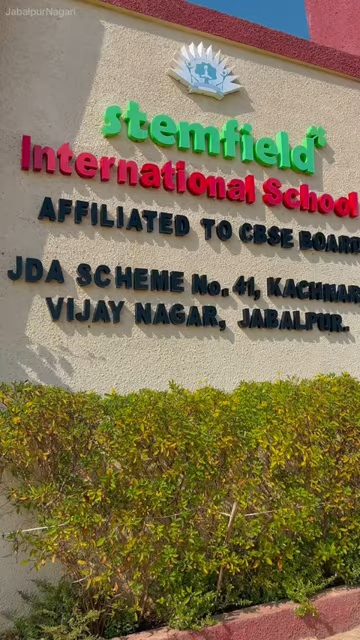 JabalpurNagari
stemfield
International School
AFFILIATED TO CBSE BOARD
JDA SCHEME No. 41, KACHNAR
VIJAY NAGAR, JABALPUR.